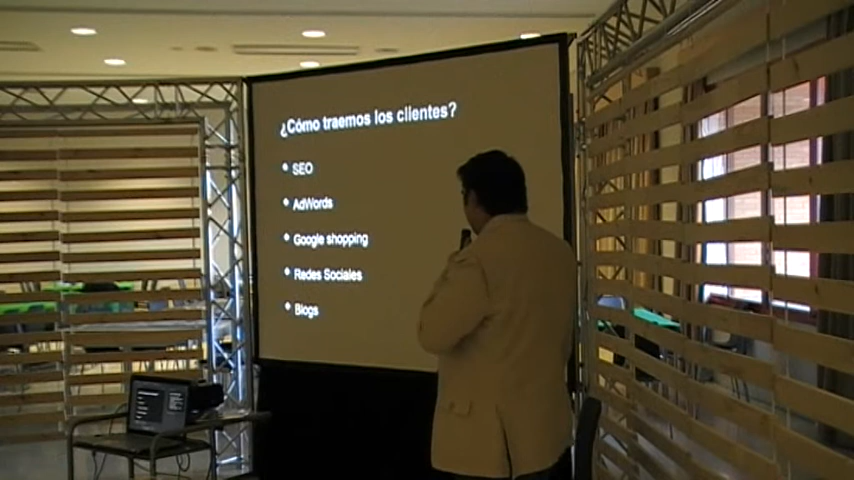 ¿Cómo traemos los clientes?
SEO
AdWords
Google shopping
Redes Sociales
Blogs